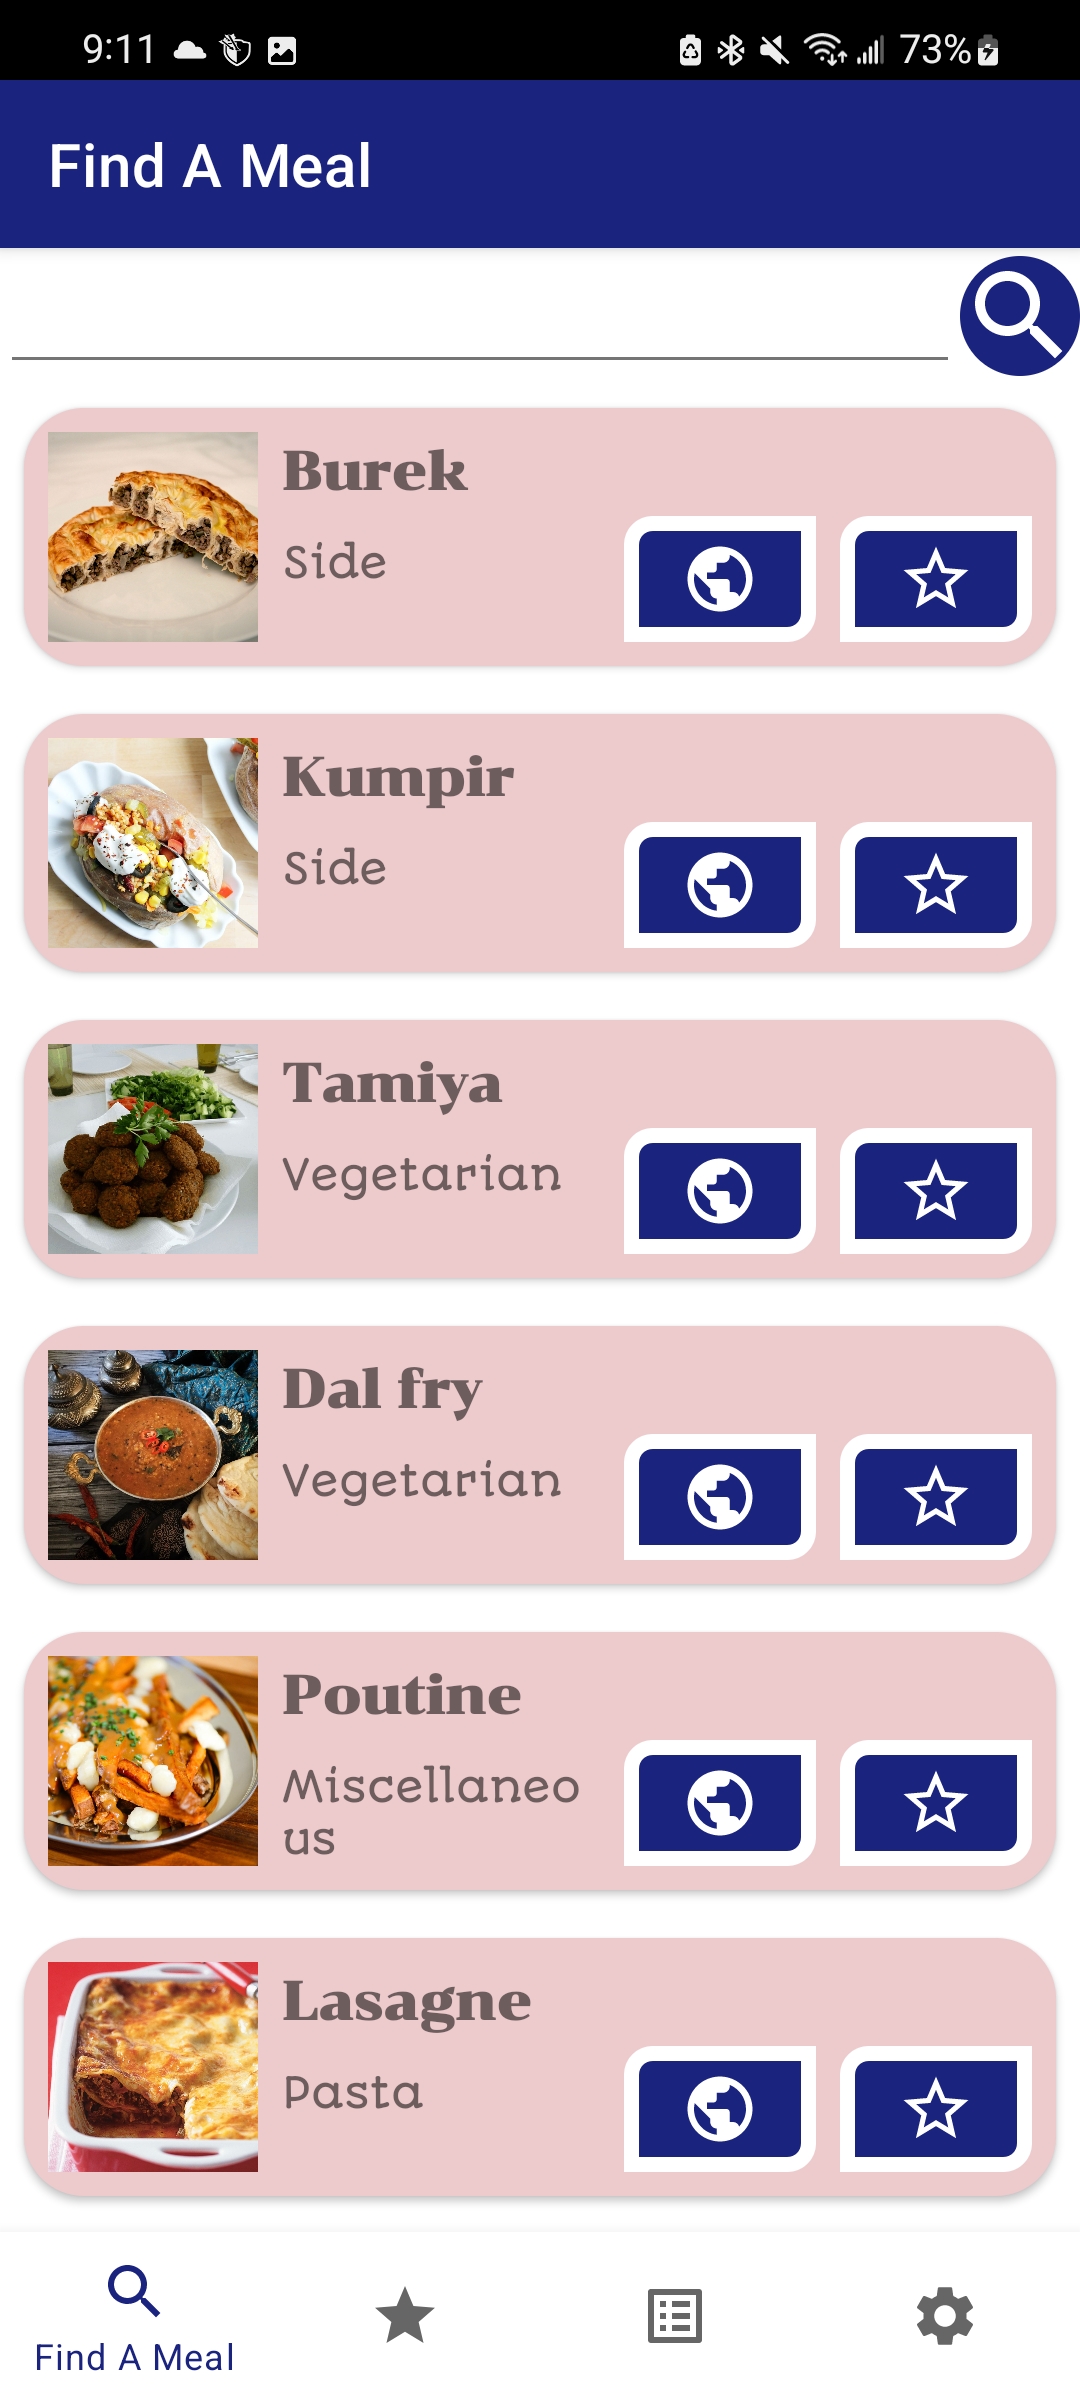 9:11
73%
Find A Meal
Burek
Side
Kumpir
Side
Tamiya
Vegetarian
Dal fry
Vegetarian
Poutine
Miscellaneo
us
Lasagne
Pasta
Find A Meal